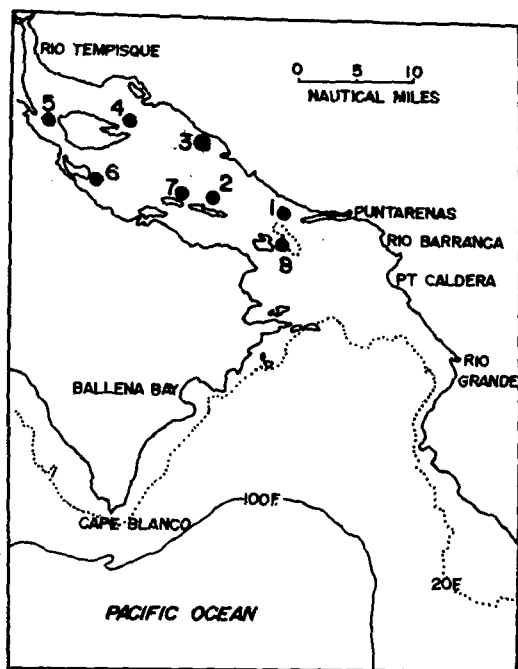 RIO TEMPISQUE
0 5 10
NAUTICAL MILES
5
4
3
6
7
2
1
PUNTARENAS
RIO BARRANCA
8
PT CALDERA
RIO
GRANDE
BALLENA BAY
100F.
CAPE BLANCO
20F.
PACIFIC OCEAN